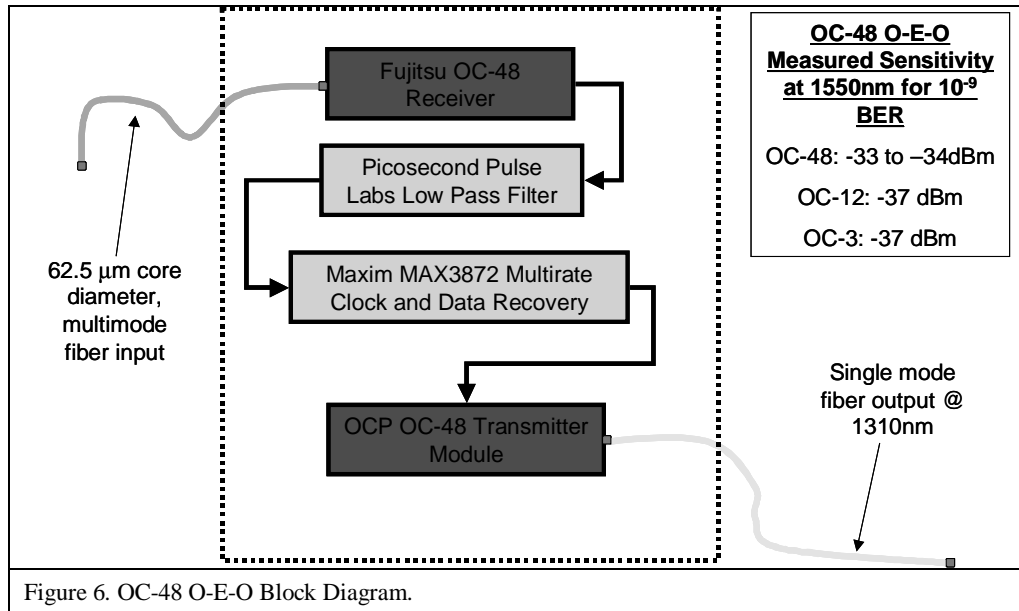 Fujitsu OC-48
Receiver
Picosecond Pulse
Labs Low Pass Filter
Maxim MAX3872 Multirate
Clock and Data Recovery
OCP OC-48 Transmitter
Module
62.5 μm core
diameter,
multimode
fiber input
Single mode
fiber output @
1310nm
OC-48 O-E-O
Measured Sensitivity
at 1550nm for 10⁻⁹
BER
OC-48: -33 to –34dBm
OC-12: -37 dBm
OC-3: -37 dBm
Figure 6. OC-48 O-E-O Block Diagram.